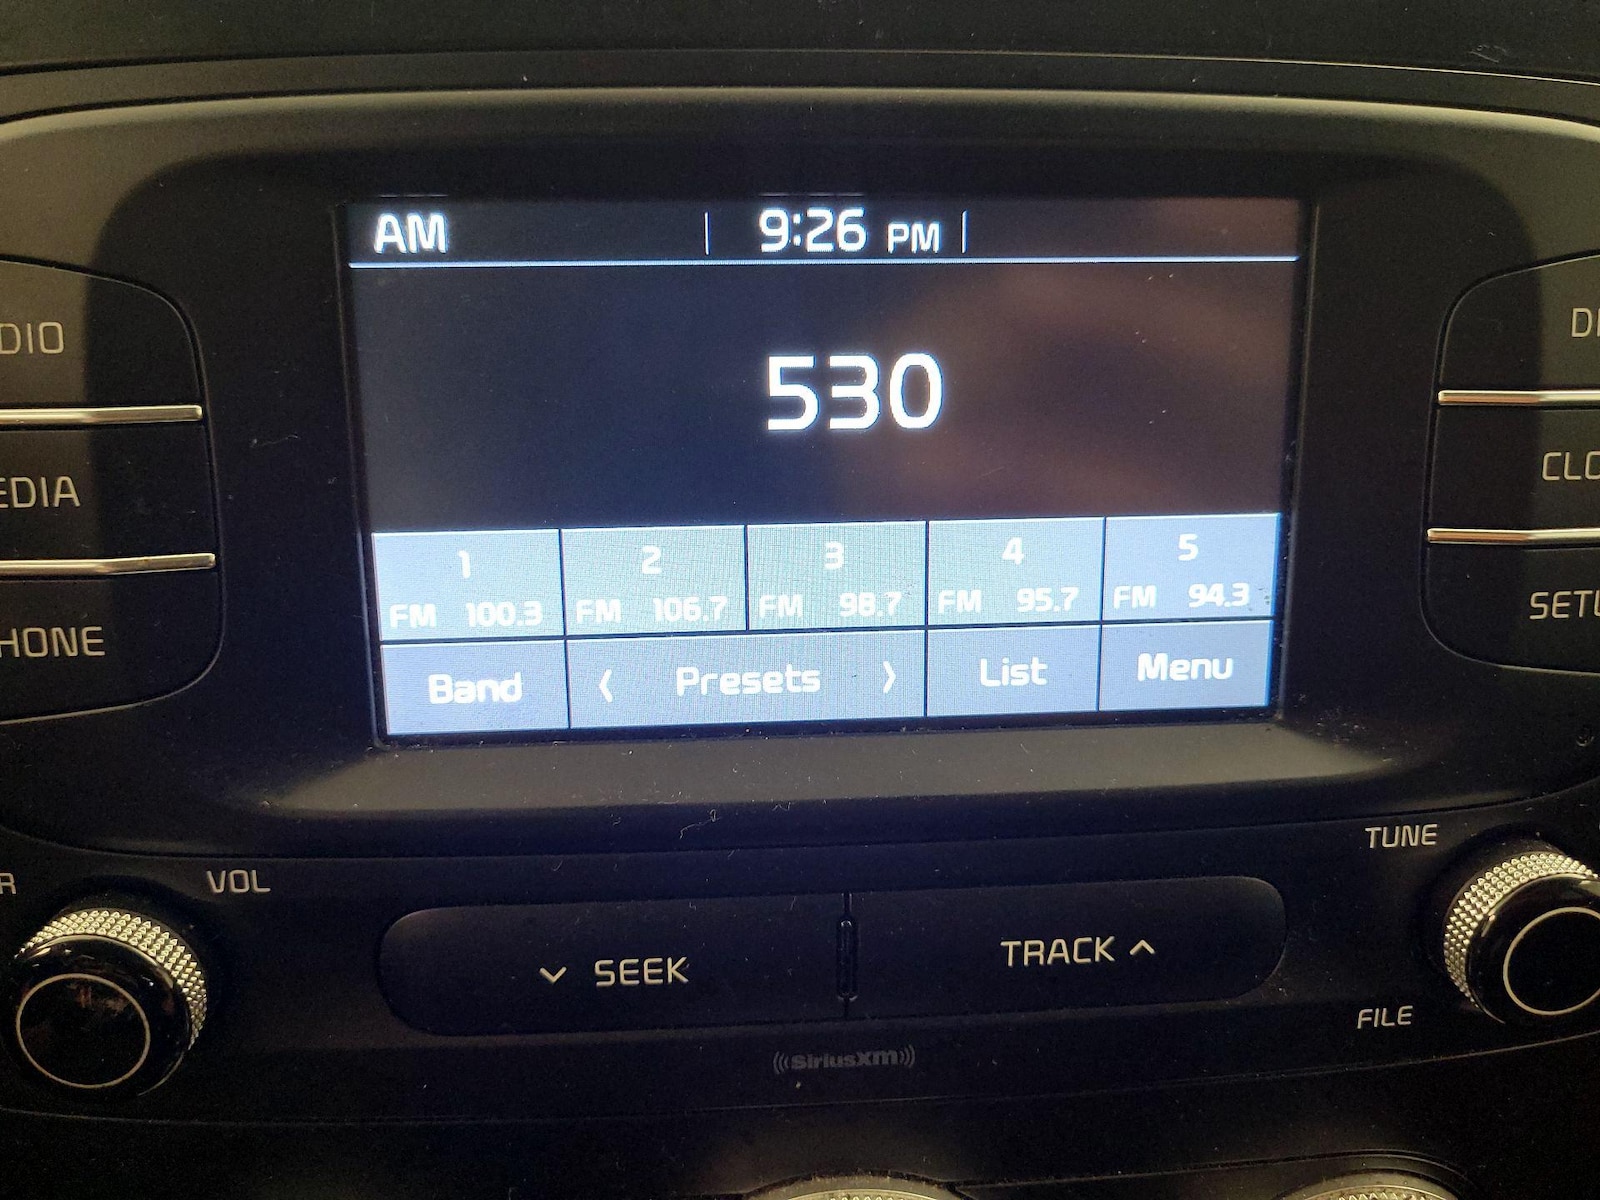 AM 9:26 PM
530
1 2 3 4 5
FM 100.3 FM 106.7 FM 98.7 FM 95.7 FM 94.3
Band < Presets > List Menu
DIO
EDIA
HONE
CLO
SETU
VOL
TUNE
SEEK
TRACK
FILE
SiriusXM